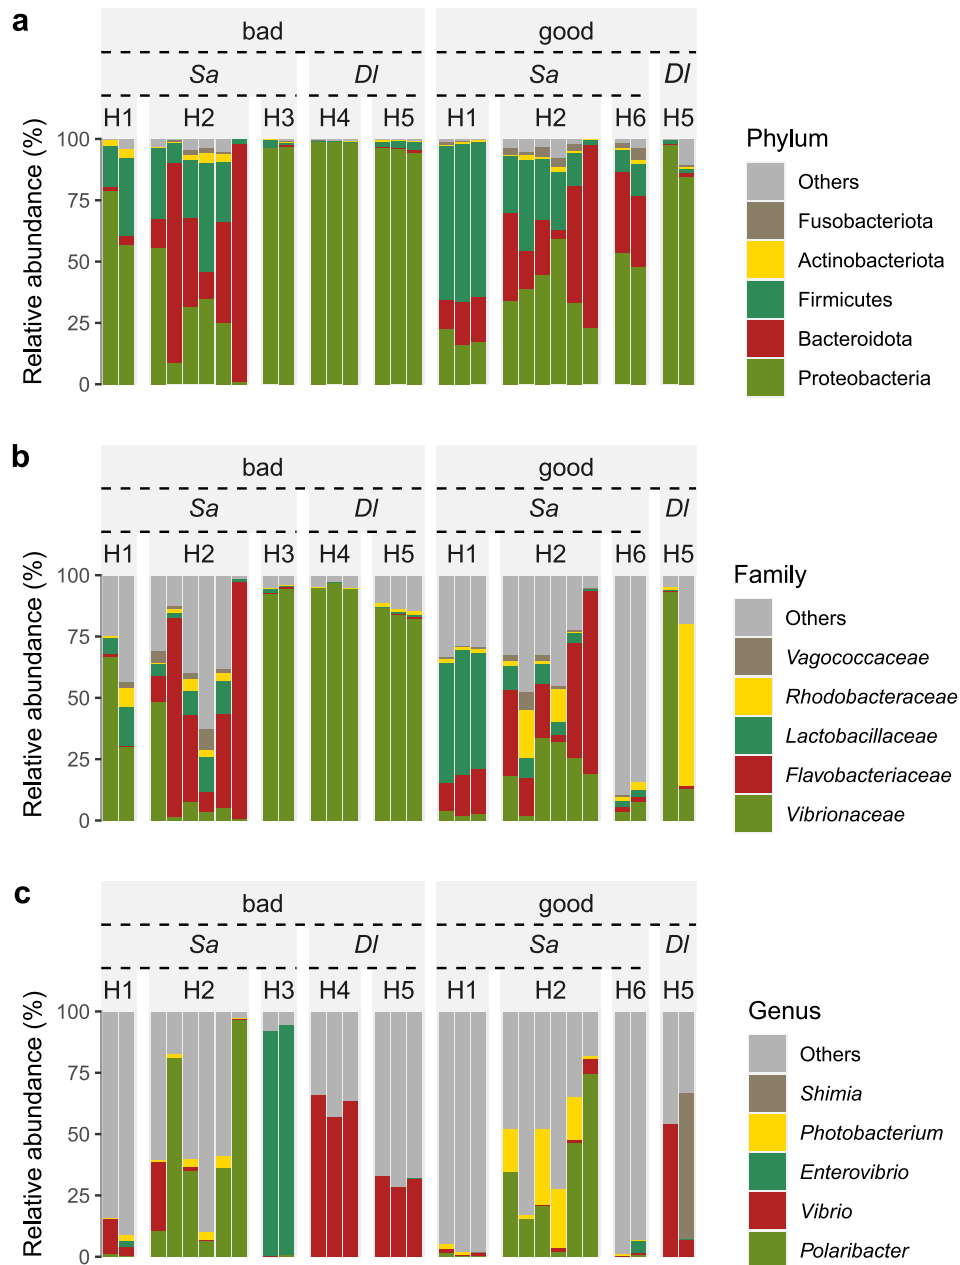 a
bad good
Sa Dl Sa Dl
H1 H2 H3 H4 H5 H1 H2 H6 H5
Relative abundance (%)
100
75
50
25
0
Phylum
Others
Fusobacteriota
Actinobacteriota
Firmicutes
Bacteroidota
Proteobacteria
b
bad good
Sa Dl Sa Dl
H1 H2 H3 H4 H5 H1 H2 H6 H5
Relative abundance (%)
100
75
50
25
0
Family
Others
Vagococcaceae
Rhodobacteraceae
Lactobacillaceae
Flavobacteriaceae
Vibrionaceae
c
bad good
Sa Dl Sa Dl
H1 H2 H3 H4 H5 H1 H2 H6 H5
Relative abundance (%)
100
75
50
25
0
Genus
Others
Shimia
Photobacterium
Enterovibrio
Vibrio
Polaribacter